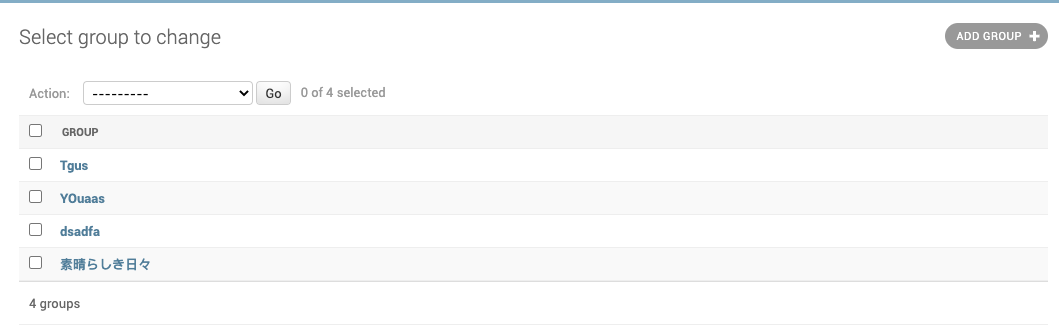 Select group to change
ADD GROUP +
Action: --------- Go 0 of 4 selected
GROUP
Tgus
YOuaas
dsadfa
素晴らしき日々
4 groups